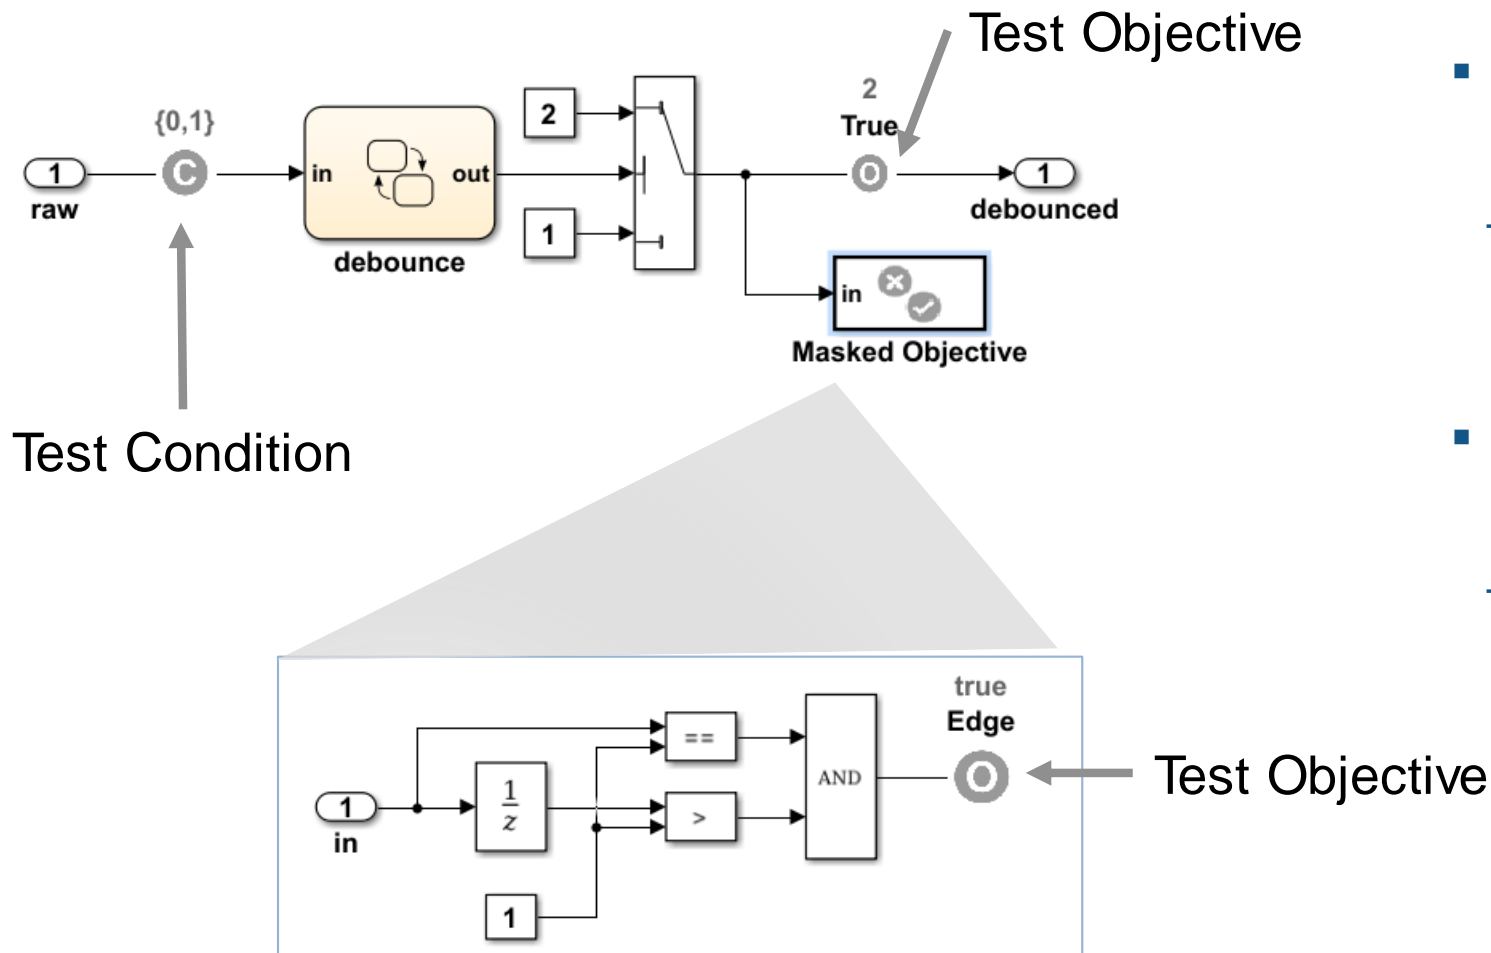 Test Objective
2
True
{0,1}
C
1
raw
in
out
debounce
2
1
O
1
debounced
in
Masked Objective
Test Condition
true
Edge
==
AND
O
Test Objective
1
in
1
z
>
1